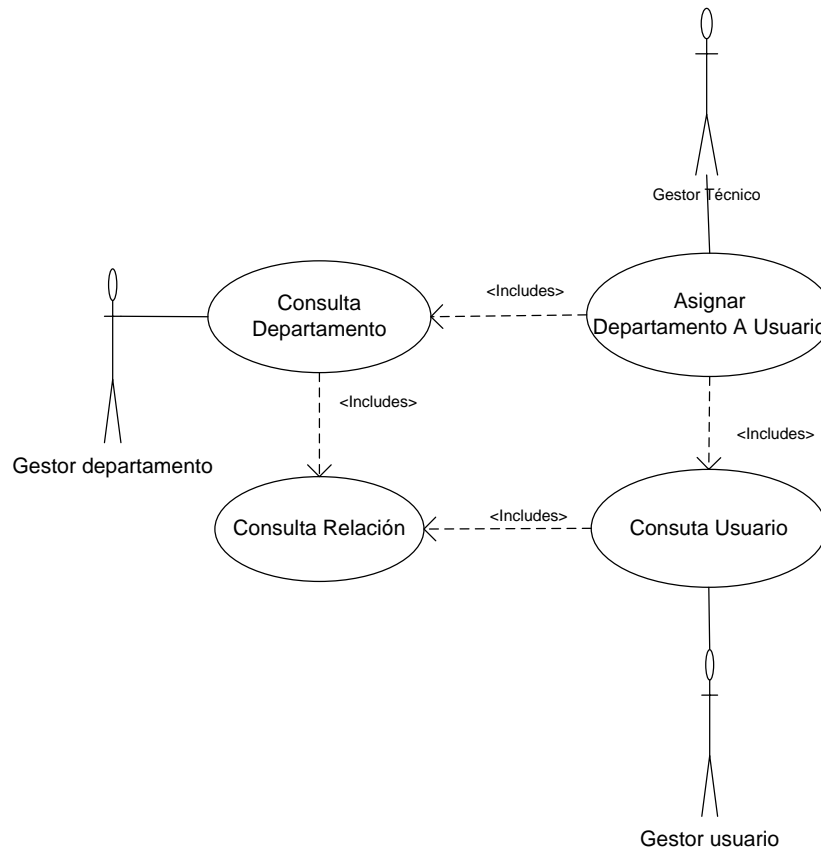 Gestor Técnico
<Includes>
Consulta
Departamento
Asignar
Departamento A Usuario
<Includes>
<Includes>
Gestor departamento
<Includes>
Consulta Relación
Consuta Usuario
Gestor usuario